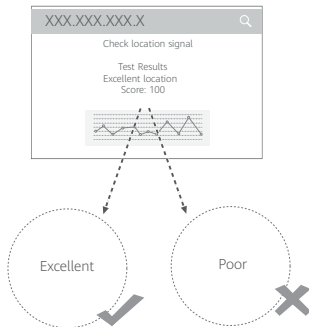 XXX.XXX.XXX.X
Check location signal
Test Results
Excellent location
Score: 100
Excellent
Poor